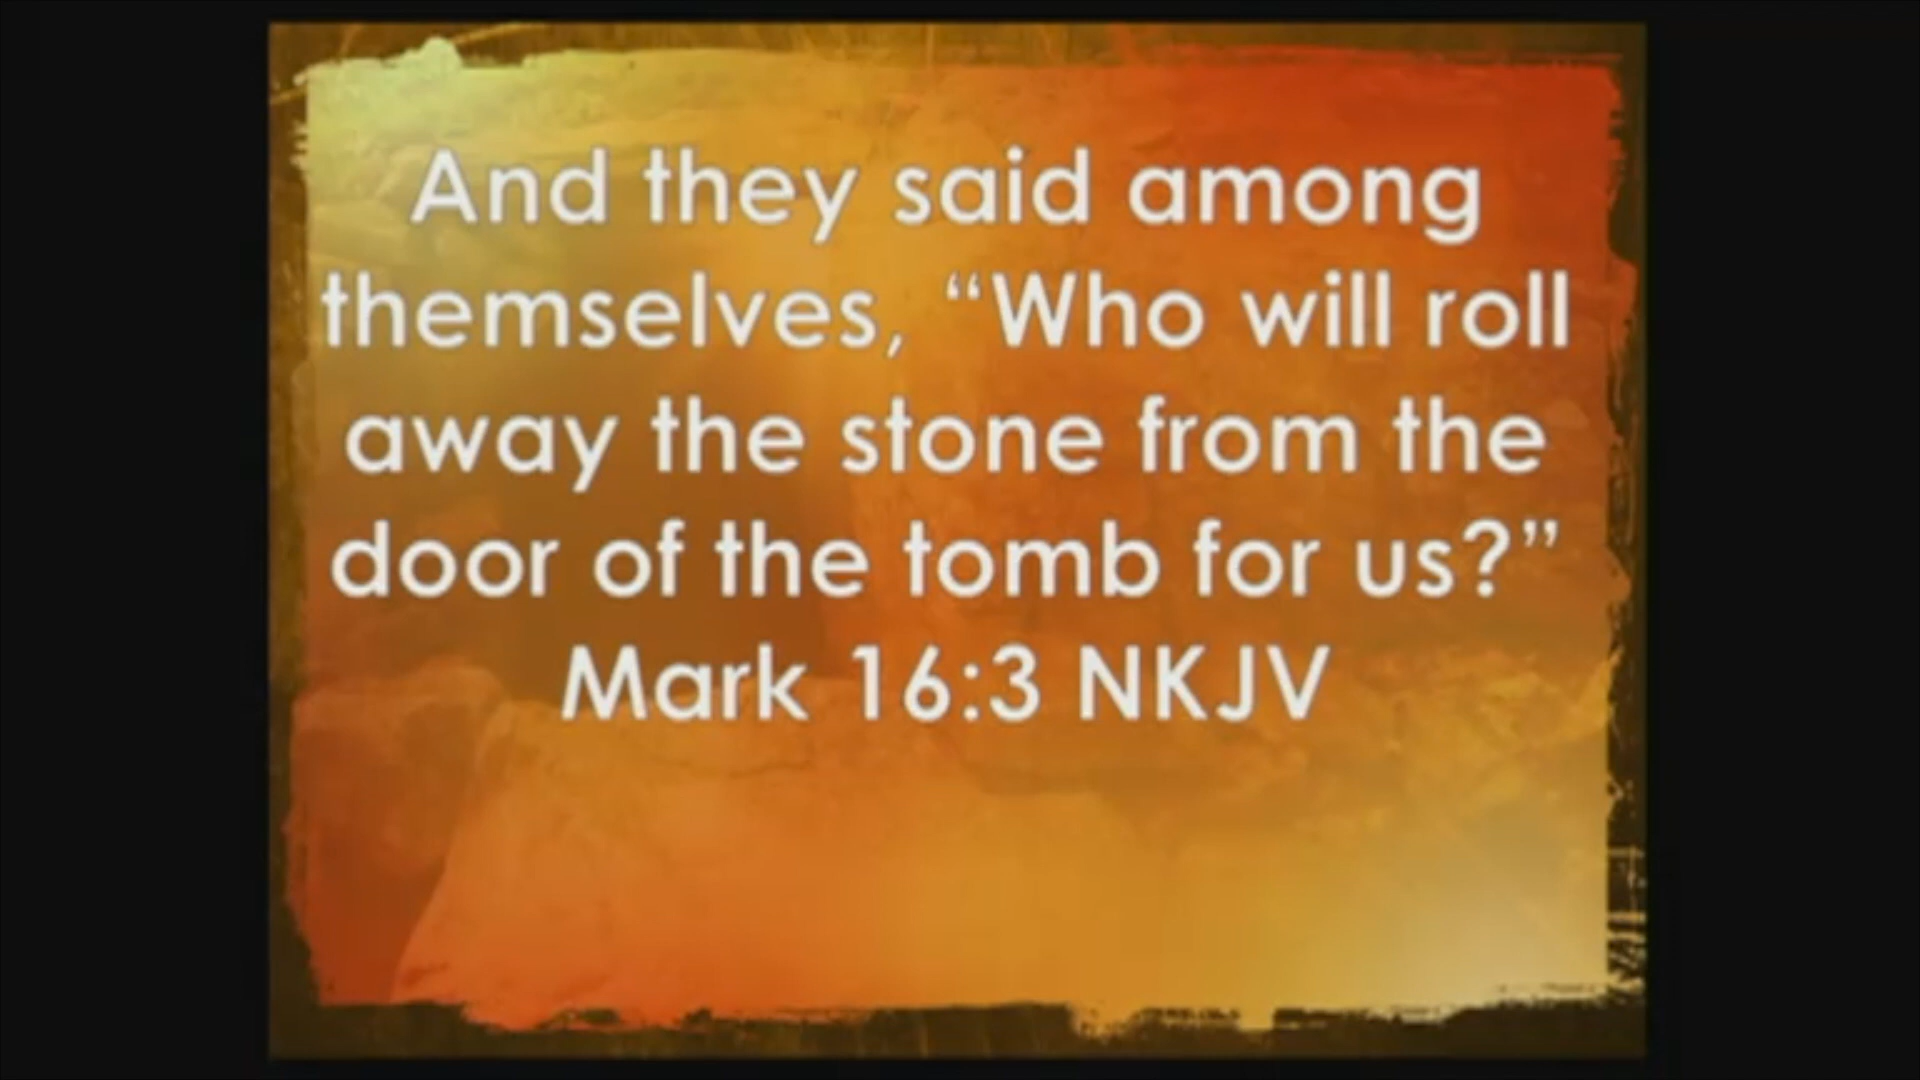 And they said among
themselves, “Who will roll
away the stone from the
door of the tomb for us?”
Mark 16:3 NKJV